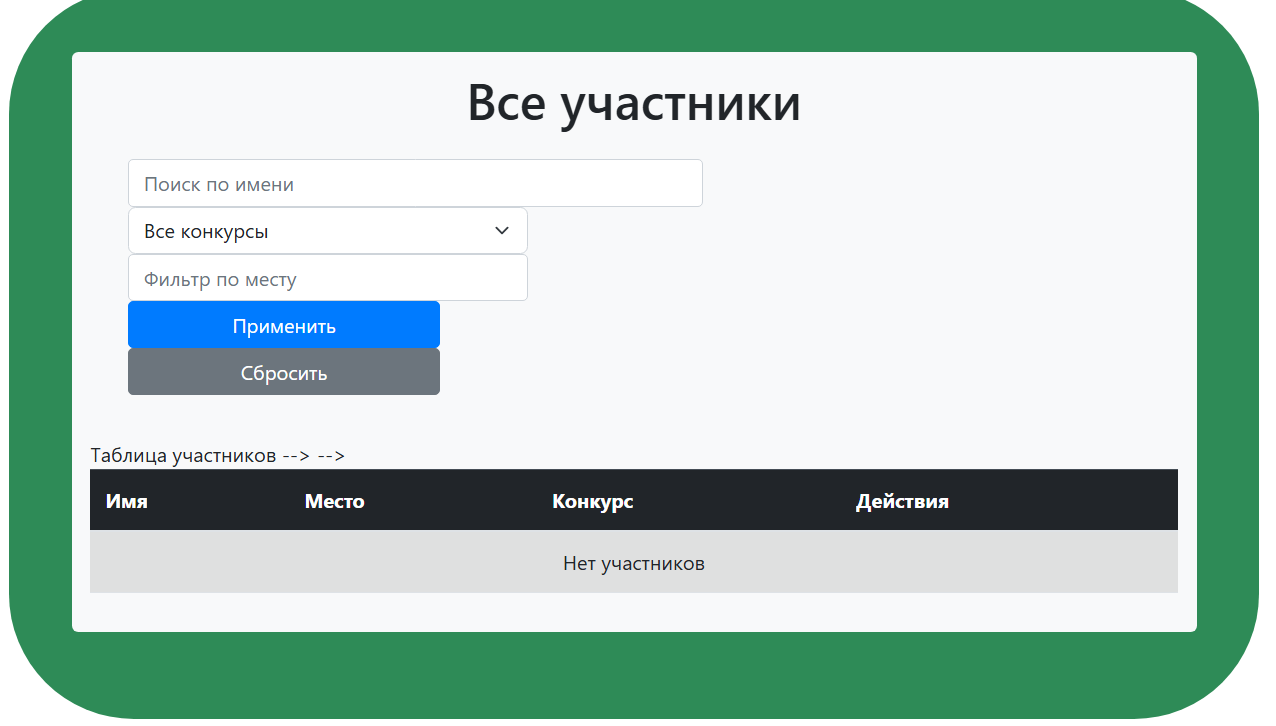 Все участники
Поиск по имени
Все конкурсы
Фильтр по месту
Применить
Сбросить
Таблица участников --> -->
Имя Место Конкурс Действия
Нет участников